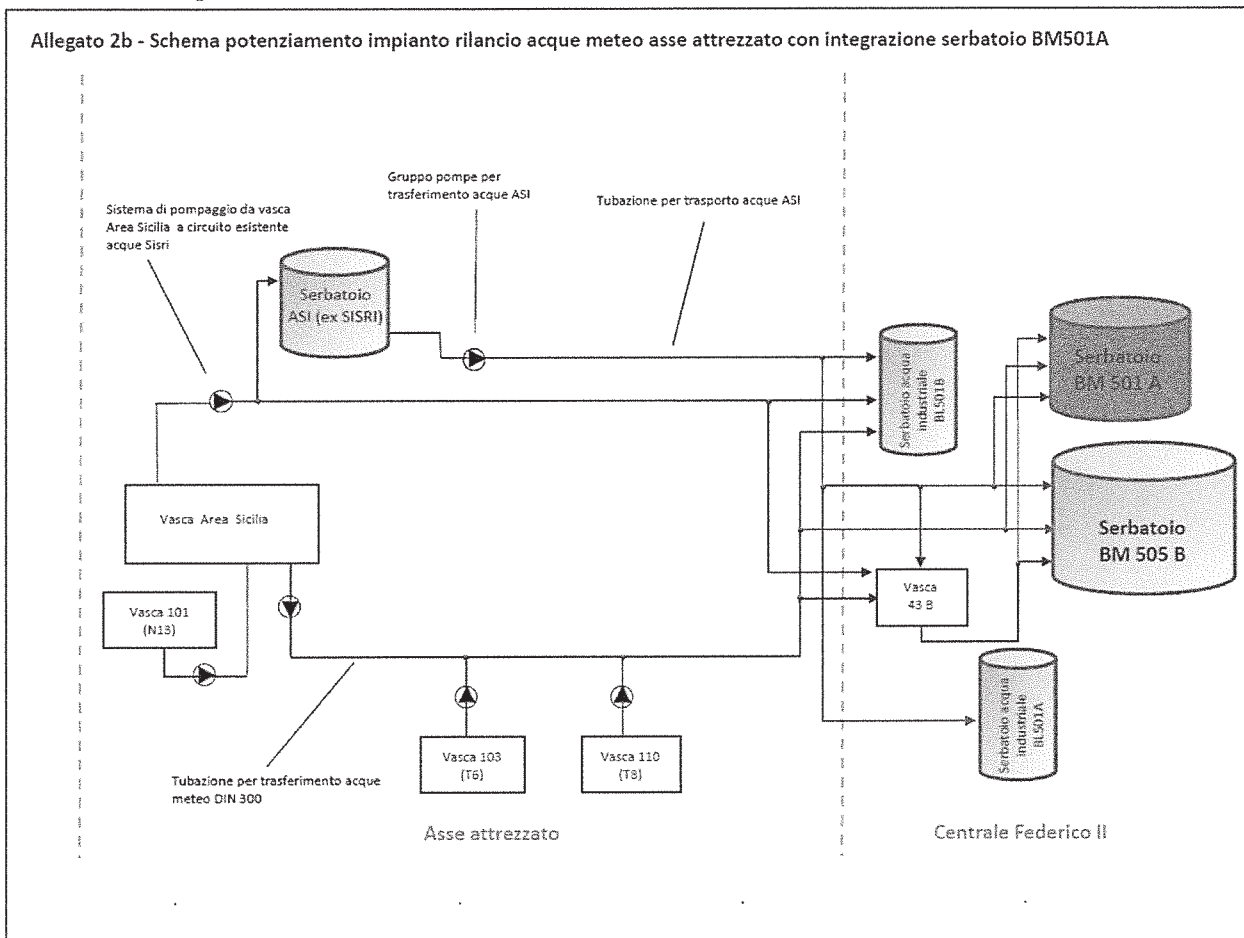 Allegato 2b - Schema potenziamento impianto rilancio acque meteo asse attrezzato con integrazione serbatoio BM501A
Gruppo pompe per
trasferimento acque ASI
Sistema di pompaggio da vasca
Area Sicilia a circuito esistente
acque Sisri
Tubazione per trasporto acque ASI
Serbatoio
ASI (ex SISRI)
Serbatoio acqua
industriale
BL501B
Serbatoio
BM 501 A
Vasca Area Sicilia
Serbatoio
BM 505 B
Vasca
43 B
Vasca 101
(N13)
Serbatoio acqua
industriale
BL501A
Vasca 103
(T6)
Vasca 110
(T8)
Tubazione per trasferimento acque
meteo DIN 300
Asse attrezzato
Centrale Federico II